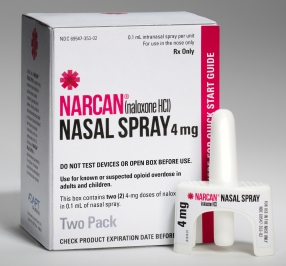 NDC 69547-353-02
0.1 mL intranasal spray per unit
For use in the nose only
Rx Only
NARCAN®
(naloxone HCl)
NASAL SPRAY 4 mg
DO NOT TEST DEVICES OR OPEN BOX BEFORE USE.
Use for known or suspected opioid overdose in
adults and children.
This box contains two (2) 4-mg doses of
in 0.1 mL of nasal spray.
Two Pack
CHECK PRODUCT EXPIRATION DATE BEFORE
FOR QUICK START GUIDE
NARCAN® NASAL SPRAY
(naloxone HCl)
4 mg